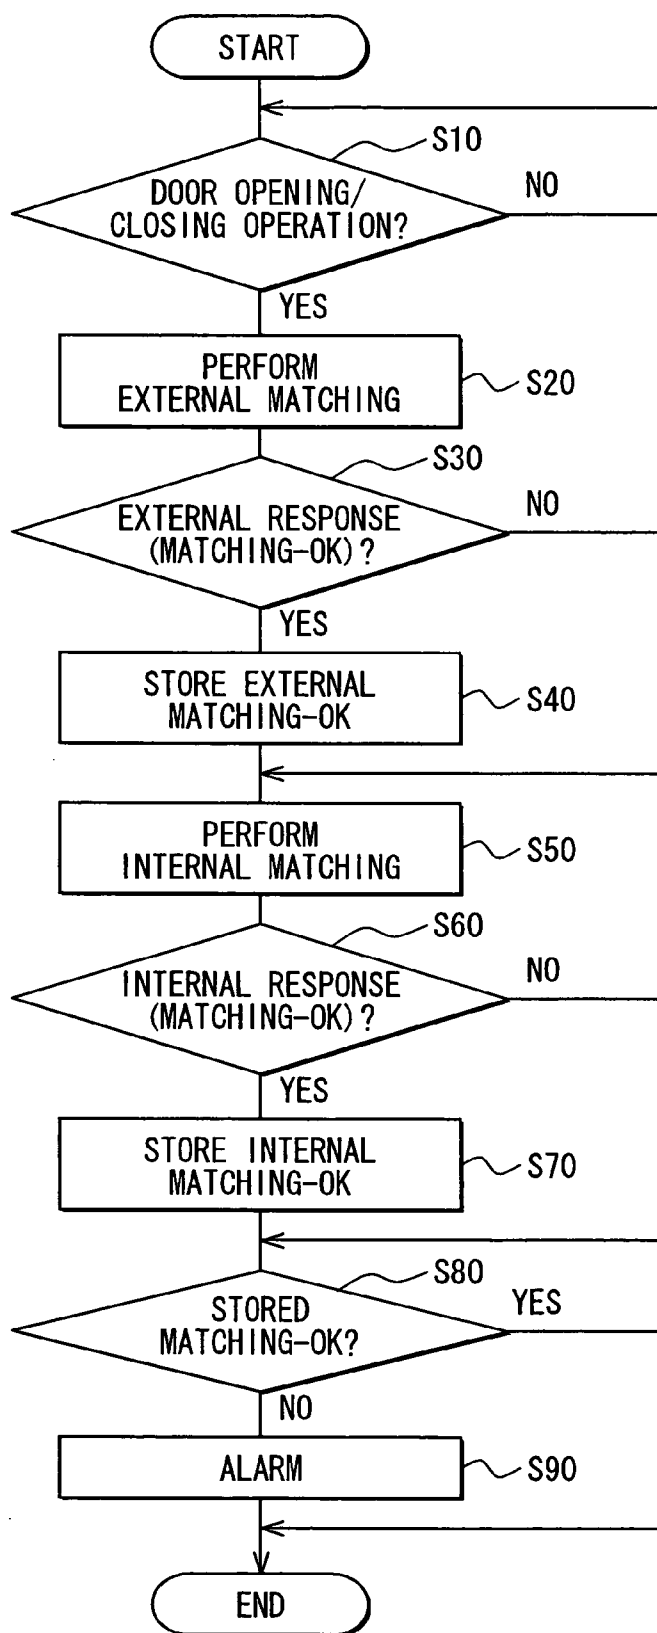 START
S10
DOOR OPENING/
CLOSING OPERATION?
NO
YES
PERFORM
EXTERNAL MATCHING
S20
S30
EXTERNAL RESPONSE
(MATCHING-OK)?
NO
YES
STORE EXTERNAL
MATCHING-OK
S40
PERFORM
INTERNAL MATCHING
S50
S60
INTERNAL RESPONSE
(MATCHING-OK)?
NO
YES
STORE INTERNAL
MATCHING-OK
S70
S80
STORED
MATCHING-OK?
YES
NO
ALARM
S90
END